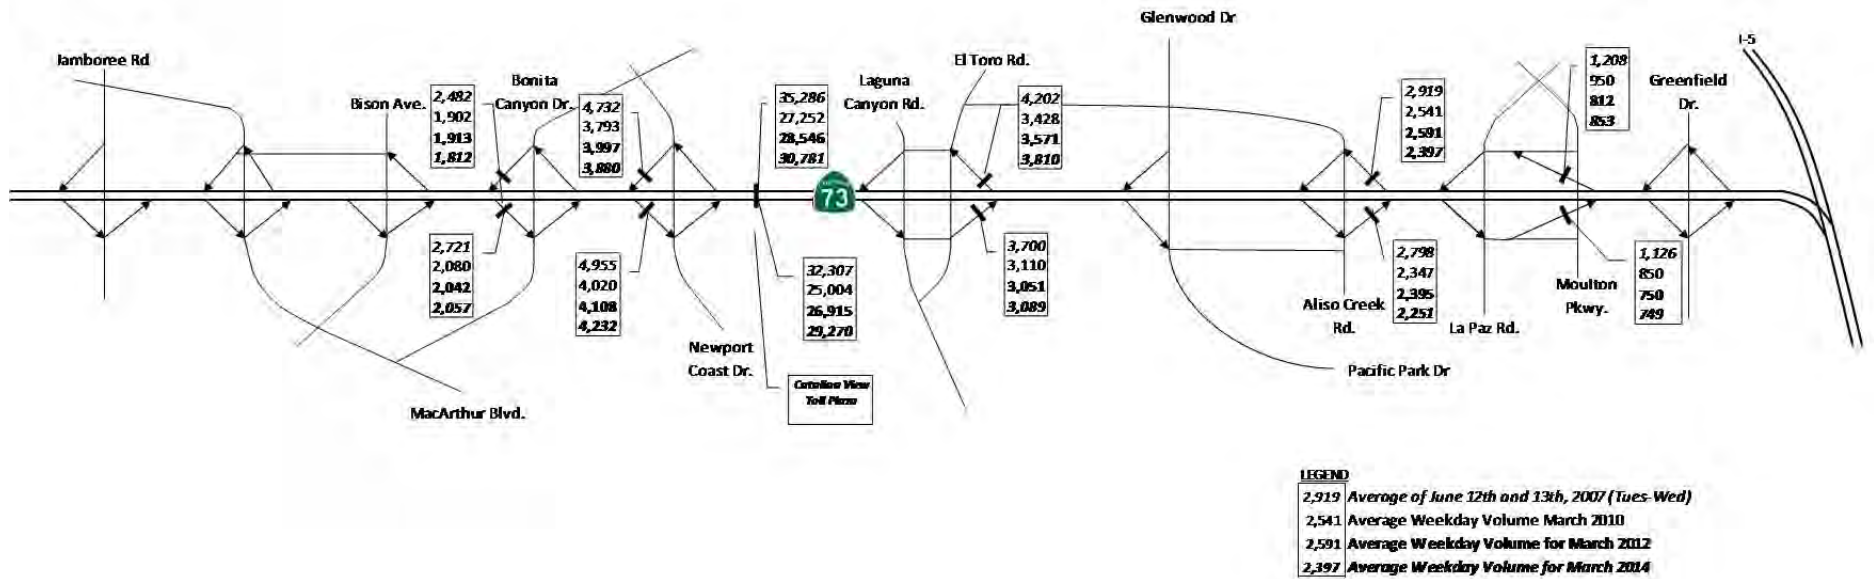 Glenwood Dr
I-5
Jamboree Rd
Bison Ave.
Bonita
Canyon Dr.
Laguna
Canyon Rd.
El Toro Rd.
Greenfield
Dr.
2,482
1,902
1,913
1,812
4,732
3,793
3,997
3,880
35,286
27,252
28,546
30,781
4,202
3,428
3,571
3,810
2,919
2,541
2,591
2,397
1,208
950
812
853
73
2,721
2,080
2,042
2,057
4,955
4,020
4,108
4,232
32,307
25,004
26,915
29,270
3,700
3,110
3,051
3,089
2,798
2,347
2,395
2,251
1,126
850
750
749
Newport
Coast Dr.
Aliso Creek
Rd.
La Paz Rd.
Moulton
Pkwy.
Pacific Park Dr
Catalina View
Toll Plaza
MacArthur Blvd.
LEGEND
2,919 Average of June 12th and 13th, 2007 (Tues-Wed)
2,541 Average Weekday Volume March 2010
2,591 Average Weekday Volume for March 2012
2,397 Average Weekday Volume for March 2014